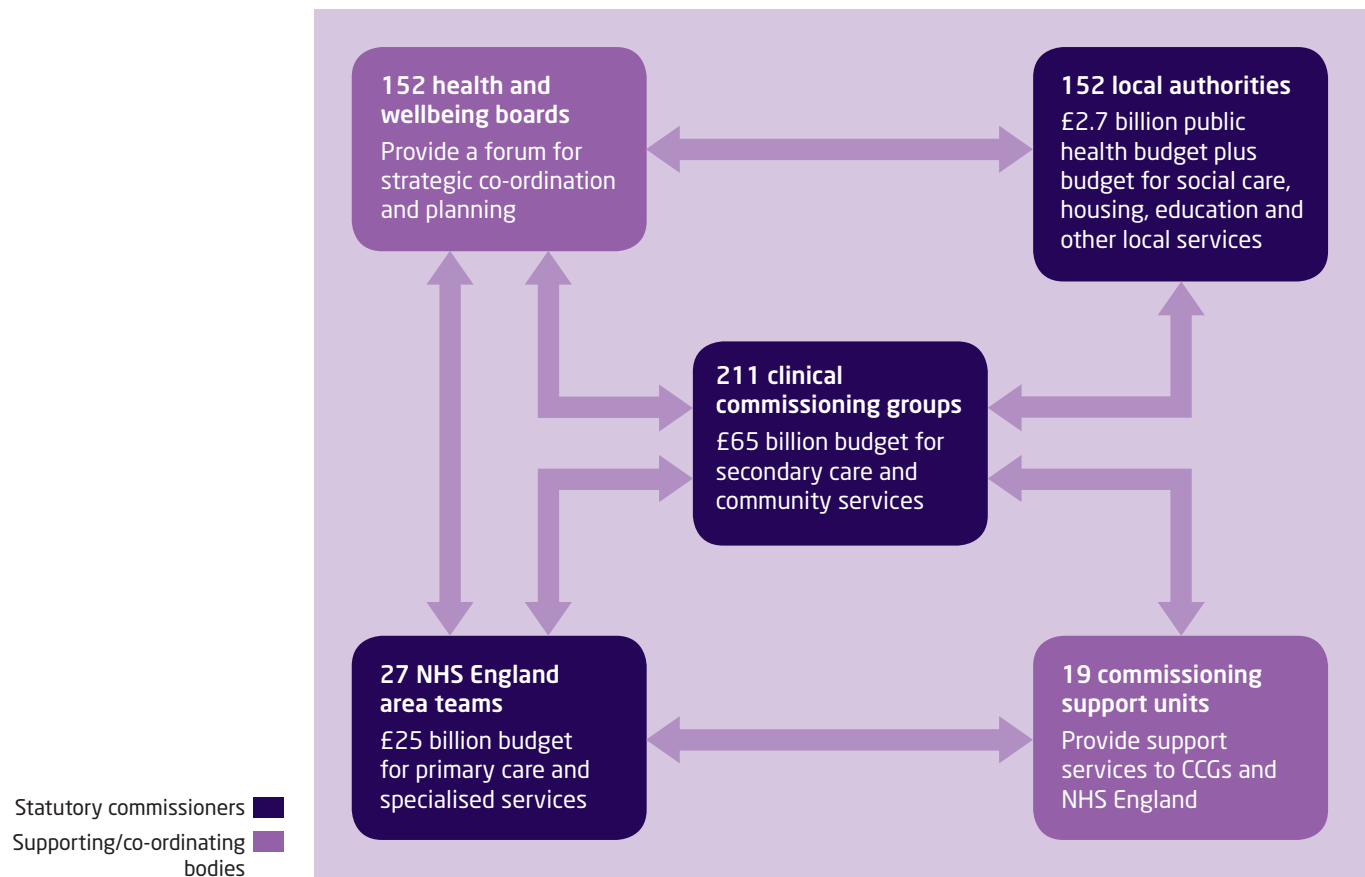 152 health and
wellbeing boards
Provide a forum for
strategic co-ordination
and planning
152 local authorities
£2.7 billion public
health budget plus
budget for social care,
housing, education and
other local services
211 clinical
commissioning groups
£65 billion budget for
secondary care and
community services
27 NHS England
area teams
£25 billion budget
for primary care and
specialised services
19 commissioning
support units
Provide support
services to CCGs and
NHS England
Statutory commissioners
Supporting/co-ordinating
bodies